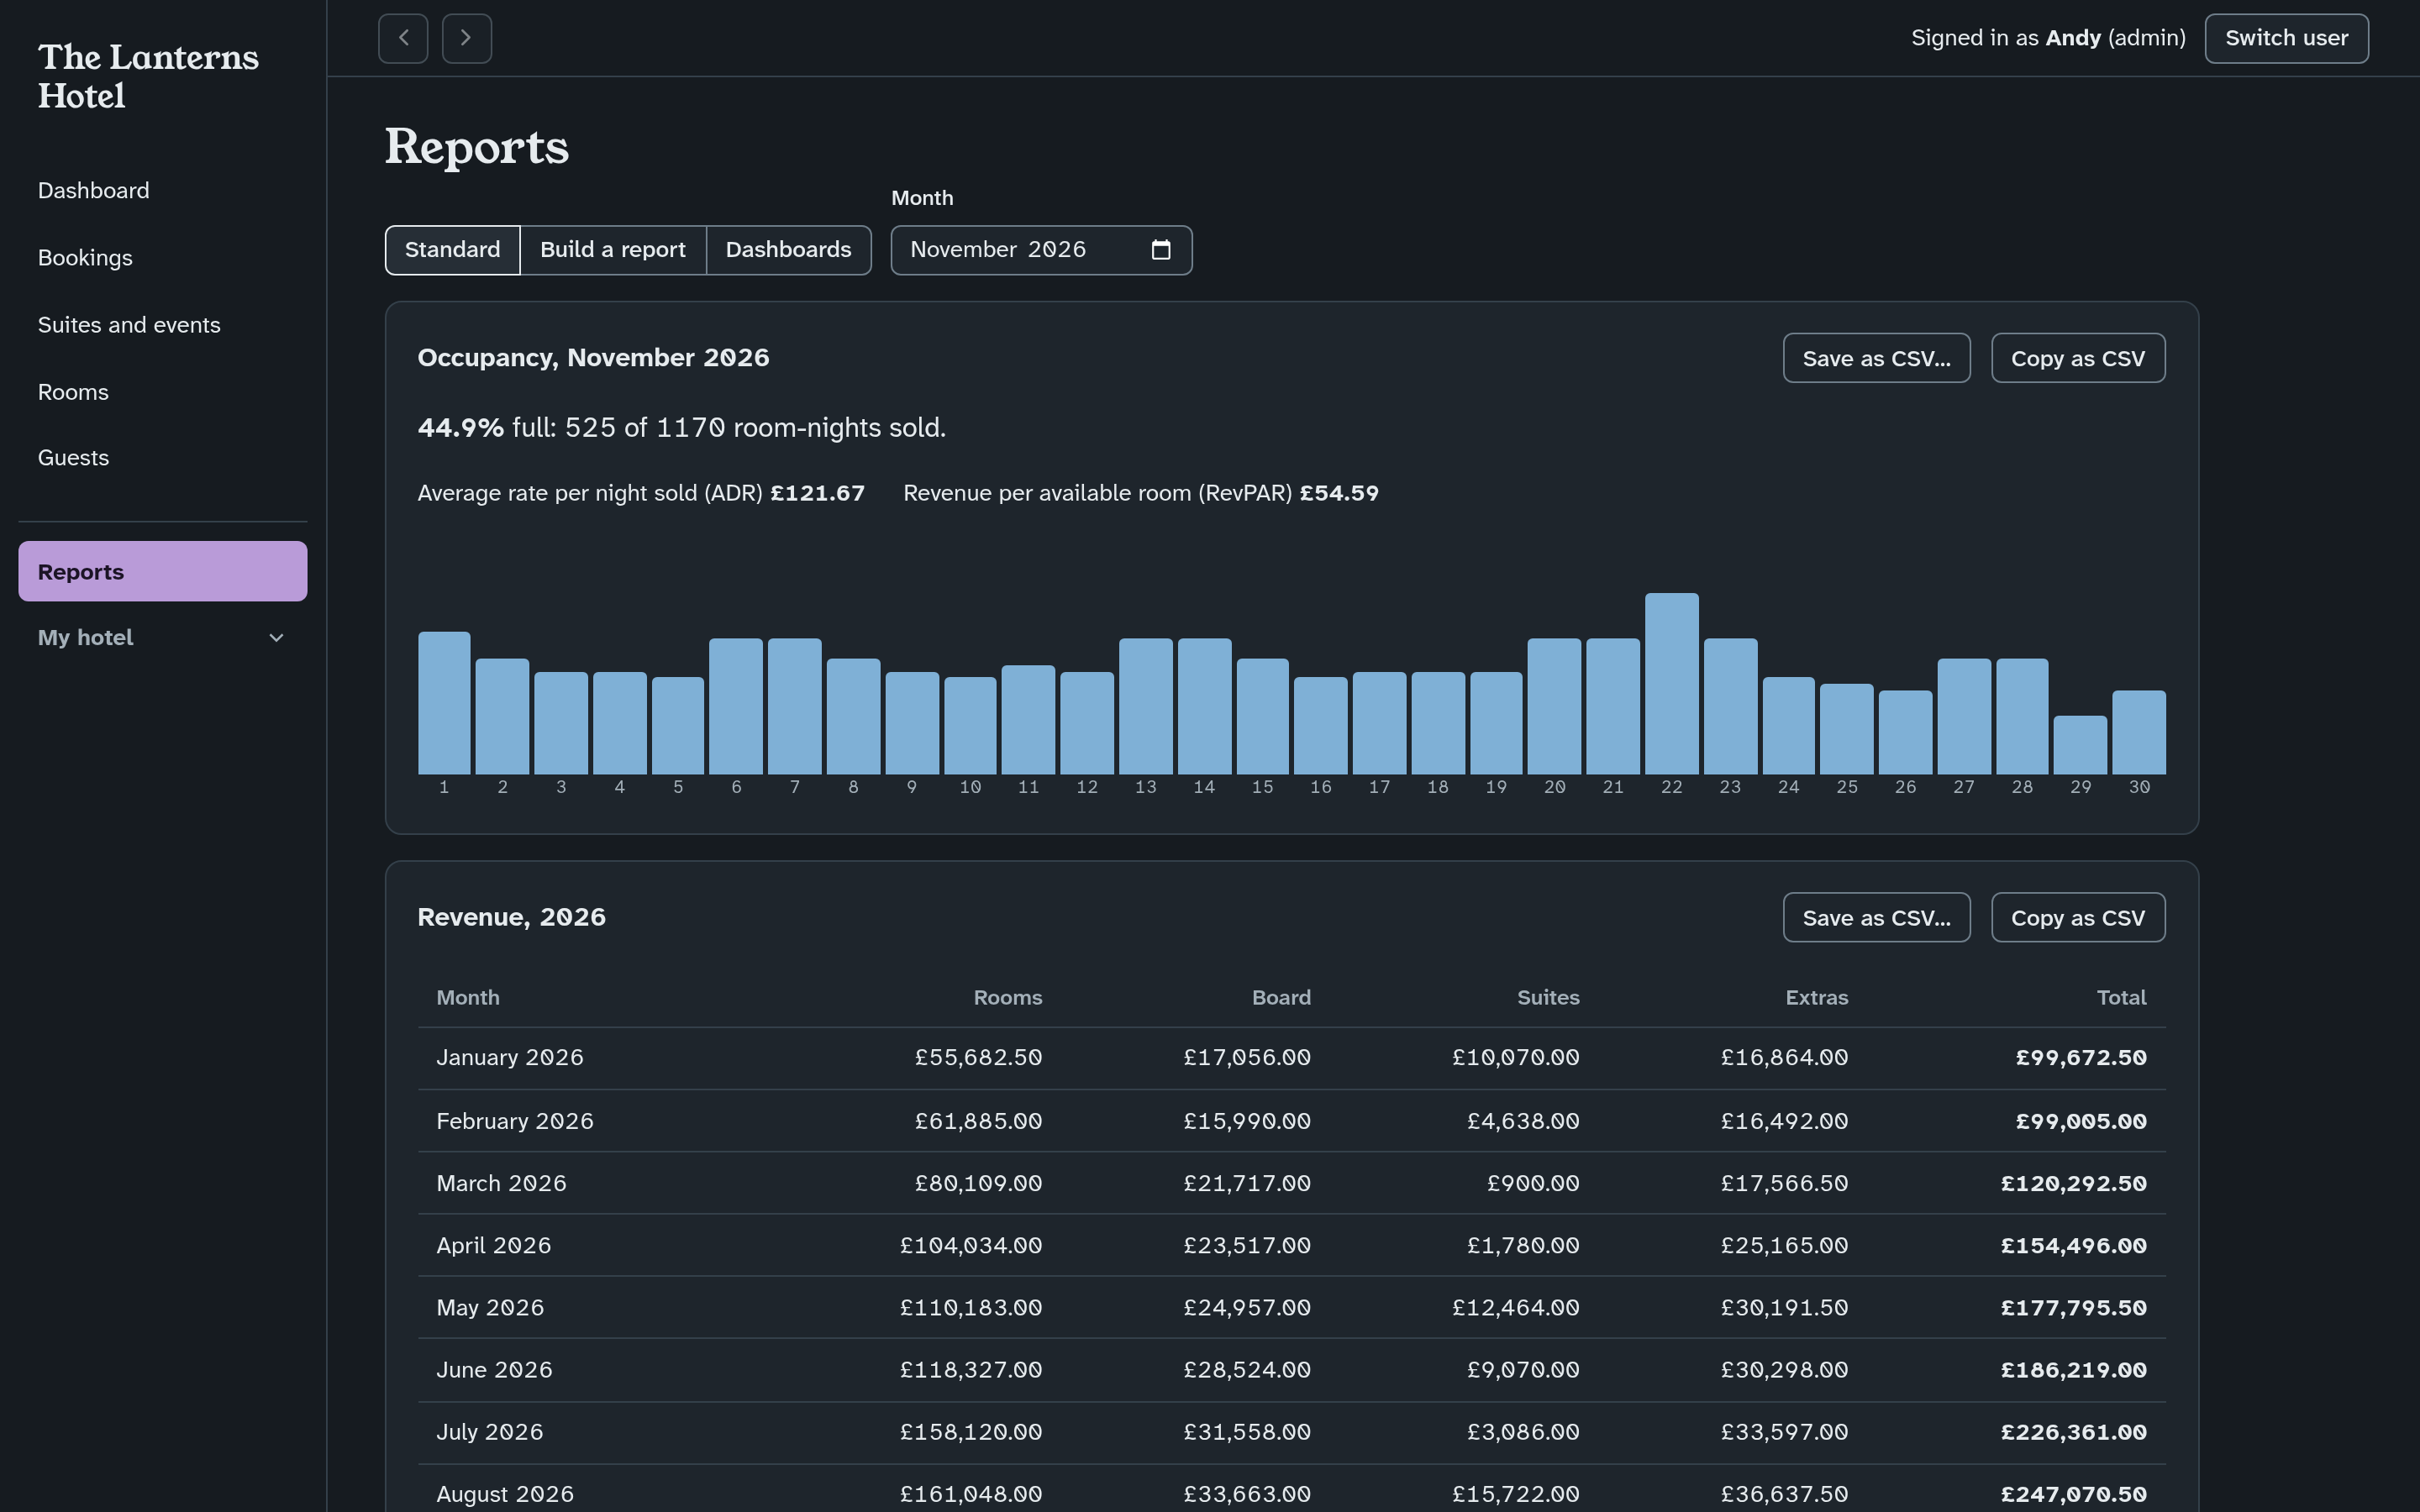 The Lanterns
Hotel
Dashboard
Bookings
Suites and events
Rooms
Guests
Reports
My hotel
Signed in as Andy (admin)
Switch user
Reports
Month
Standard
Build a report
Dashboards
November 2026
Occupancy, November 2026
Save as CSV...
Copy as CSV
44.9% full: 525 of 1170 room-nights sold.
Average rate per night sold (ADR) £121.67 Revenue per available room (RevPAR) £54.59
1 2 3 4 5 6 7 8 9 10 11 12 13 14 15 16 17 18 19 20 21 22 23 24 25 26 27 28 29 30
Revenue, 2026
Save as CSV...
Copy as CSV
Month Rooms Board Suites Extras Total
January 2026 £55,682.50 £17,056.00 £10,070.00 £16,864.00 £99,672.50
February 2026 £61,885.00 £15,990.00 £4,638.00 £16,492.00 £99,005.00
March 2026 £80,109.00 £21,717.00 £900.00 £17,566.50 £120,292.50
April 2026 £104,034.00 £23,517.00 £1,780.00 £25,165.00 £154,496.00
May 2026 £110,183.00 £24,957.00 £12,464.00 £30,191.50 £177,795.50
June 2026 £118,327.00 £28,524.00 £9,070.00 £30,298.00 £186,219.00
July 2026 £158,120.00 £31,558.00 £3,086.00 £33,597.00 £226,361.00
August 2026 £161,048.00 £33,663.00 £15,722.00 £36,637.50 £247,070.50